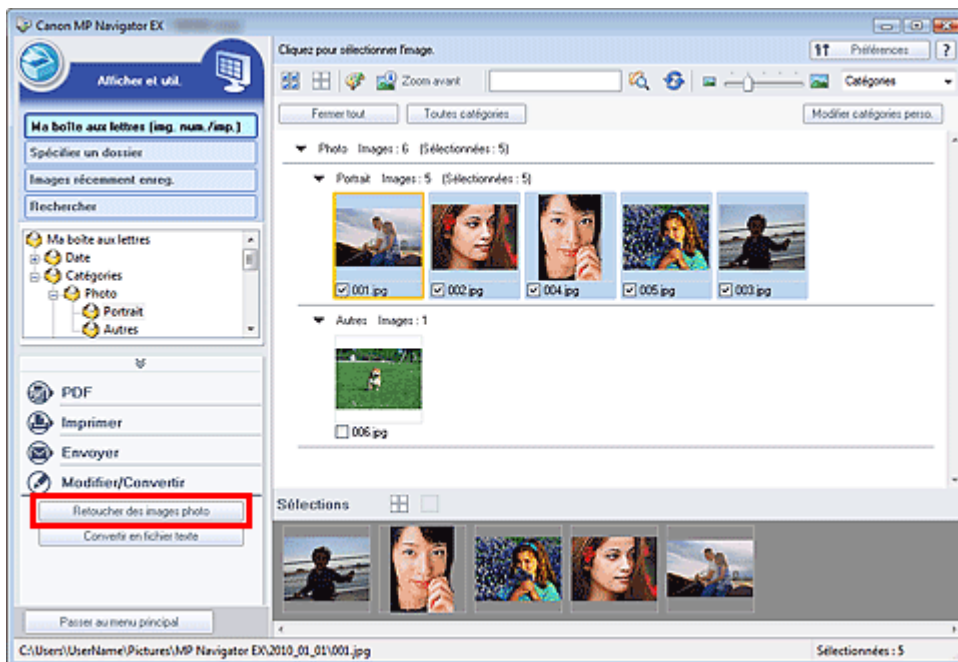 Canon MP Navigator EX
Afficher et util.
Cliquez pour sélectionner l'image.
Préférences
?
Zoom avant
Catégories
Fermer tout
Toutes catégories
Modifier catégories perso.
Ma boîte aux lettres (img. num./imp.)
Spécifier un dossier
Images récemment enreg.
Rechercher
Ma boîte aux lettres
Date
Catégories
Photo
Portrait
Autres
PDF
Imprimer
Envoyer
Modifier/Convertir
Retoucher des images photo
Convertir en fichier texte
Passer au menu principal
Photo Images : 6 (Sélectionnées : 5)
Portrait Images : 5 (Sélectionnées : 5)
001.jpg
002.jpg
004.jpg
005.jpg
003.jpg
Autres Images : 1
006.jpg
Sélections
C:\Users\UserName\Pictures\MP Navigator EX\2010_01_01\001.jpg
Sélectionnées : 5